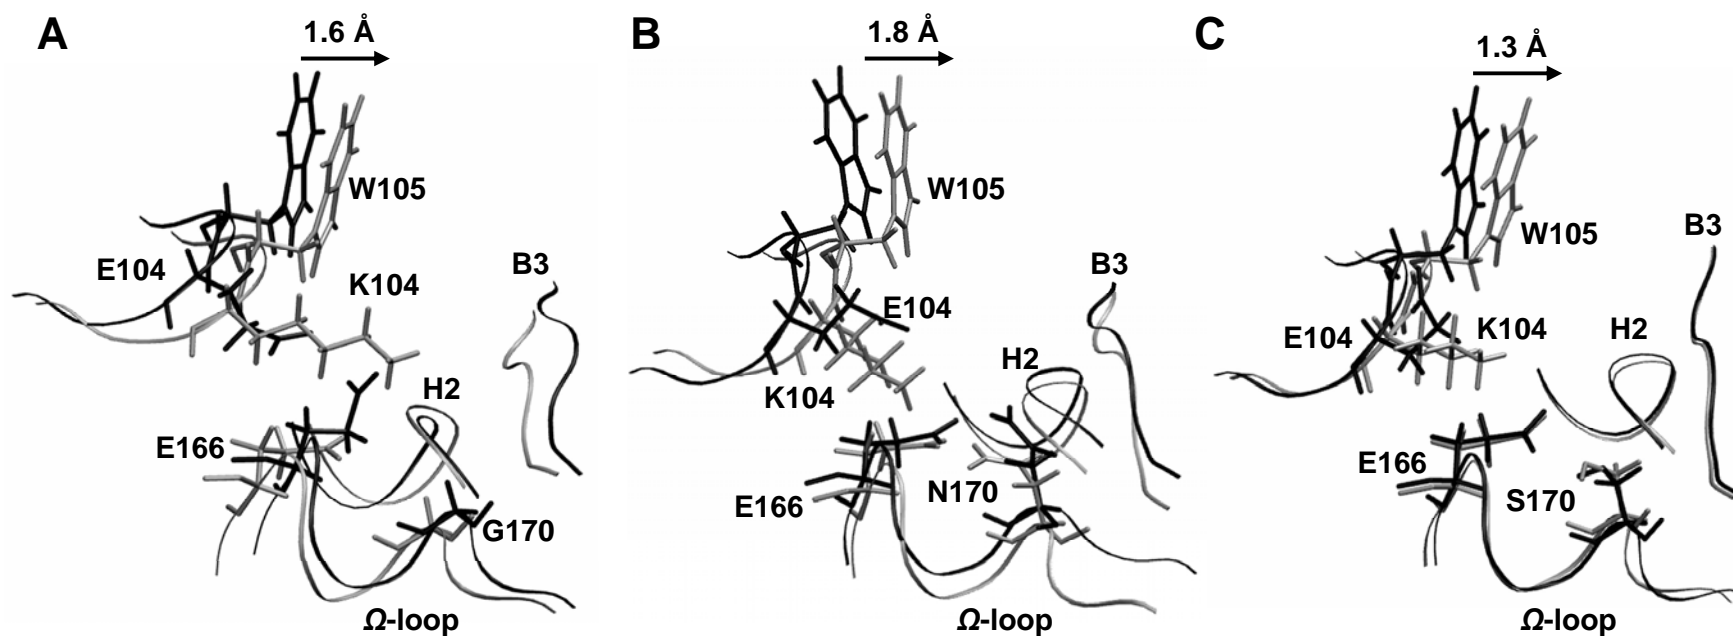 A
1.6 Å
W105
E104
K104
B3
H2
E166
G170
Ω-loop
B
1.8 Å
W105
B3
E104
H2
K104
N170
E166
Ω-loop
C
1.3 Å
W105
B3
E104
K104
H2
E166
S170
Ω-loop